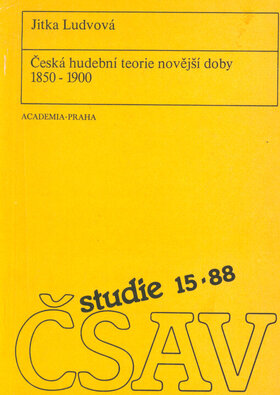 Jitka Ludvová
Česká hudební teorie novější doby
1850 - 1900
ACADEMIA•PRAHA
studie 15•88
ČSAV